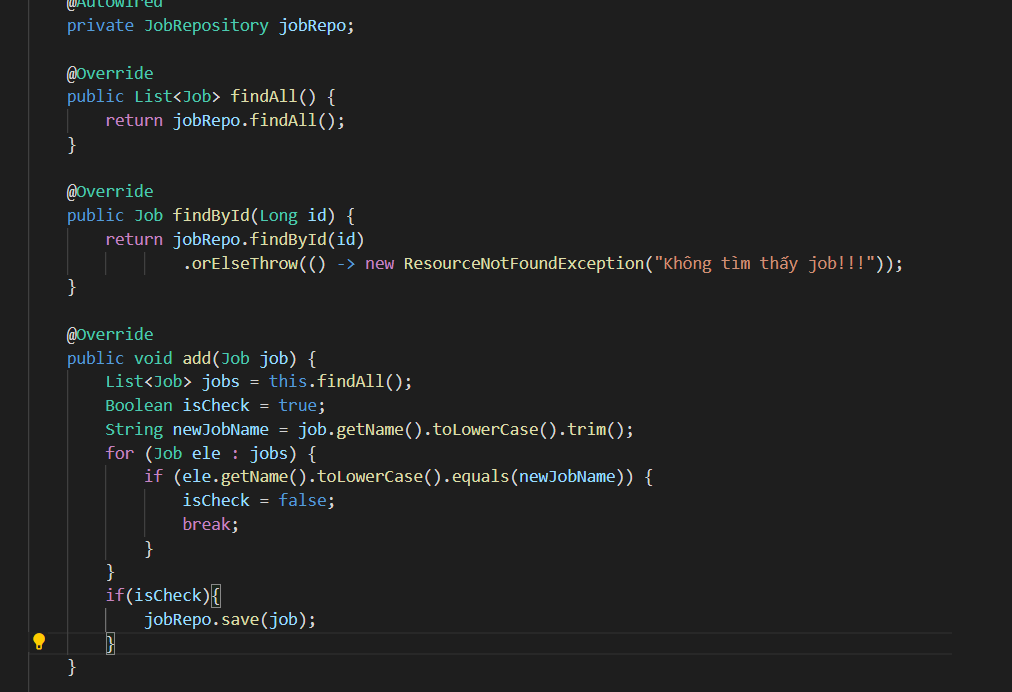 @Autowired
private JobRepository jobRepo;
@Override
public List<Job> findAll() {
return jobRepo.findAll();
}
@Override
public Job findById(Long id) {
return jobRepo.findById(id)
.orElseThrow(() -> new ResourceNotFoundException("Không tìm thấy job!!!"));
}
@Override
public void add(Job job) {
List<Job> jobs = this.findAll();
Boolean isCheck = true;
String newJobName = job.getName().toLowerCase().trim();
for (Job ele : jobs) {
if (ele.getName().toLowerCase().equals(newJobName)) {
isCheck = false;
break;
}
}
if(isCheck){
jobRepo.save(job);
}
}